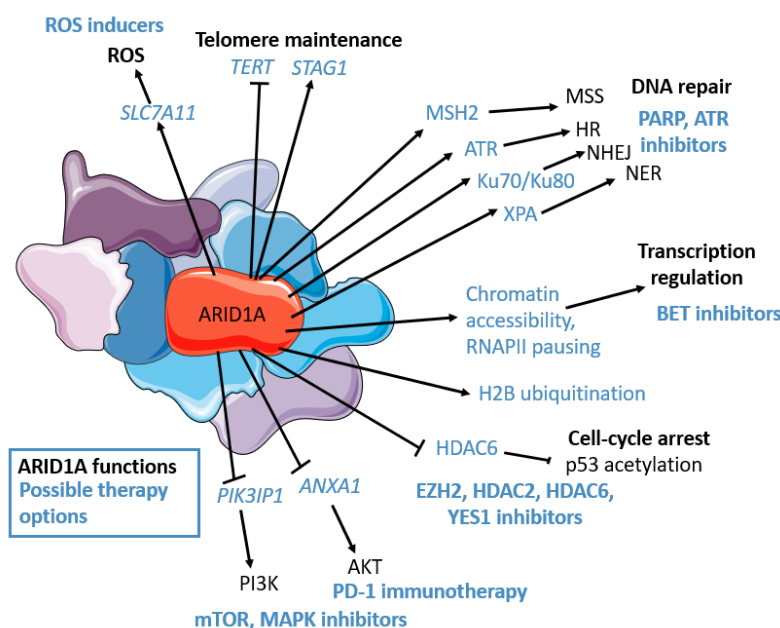 ROS inducers
ROS
SLC7A11
Telomere maintenance
TERT STAG1
MSH2
MSS
ATR
HR
Ku70/Ku80
NHEJ
XPA
NER
DNA repair
PARP, ATR
inhibitors
ARID1A
Chromatin
accessibility,
RNAPII pausing
Transcription
regulation
BET inhibitors
H2B ubiquitination
HDAC6
Cell-cycle arrest
p53 acetylation
EZH2, HDAC2, HDAC6,
YES1 inhibitors
ARID1A functions
Possible therapy
options
PIK3IP1
ANXA1
PI3K
AKT
PD-1 immunotherapy
mTOR, MAPK inhibitors